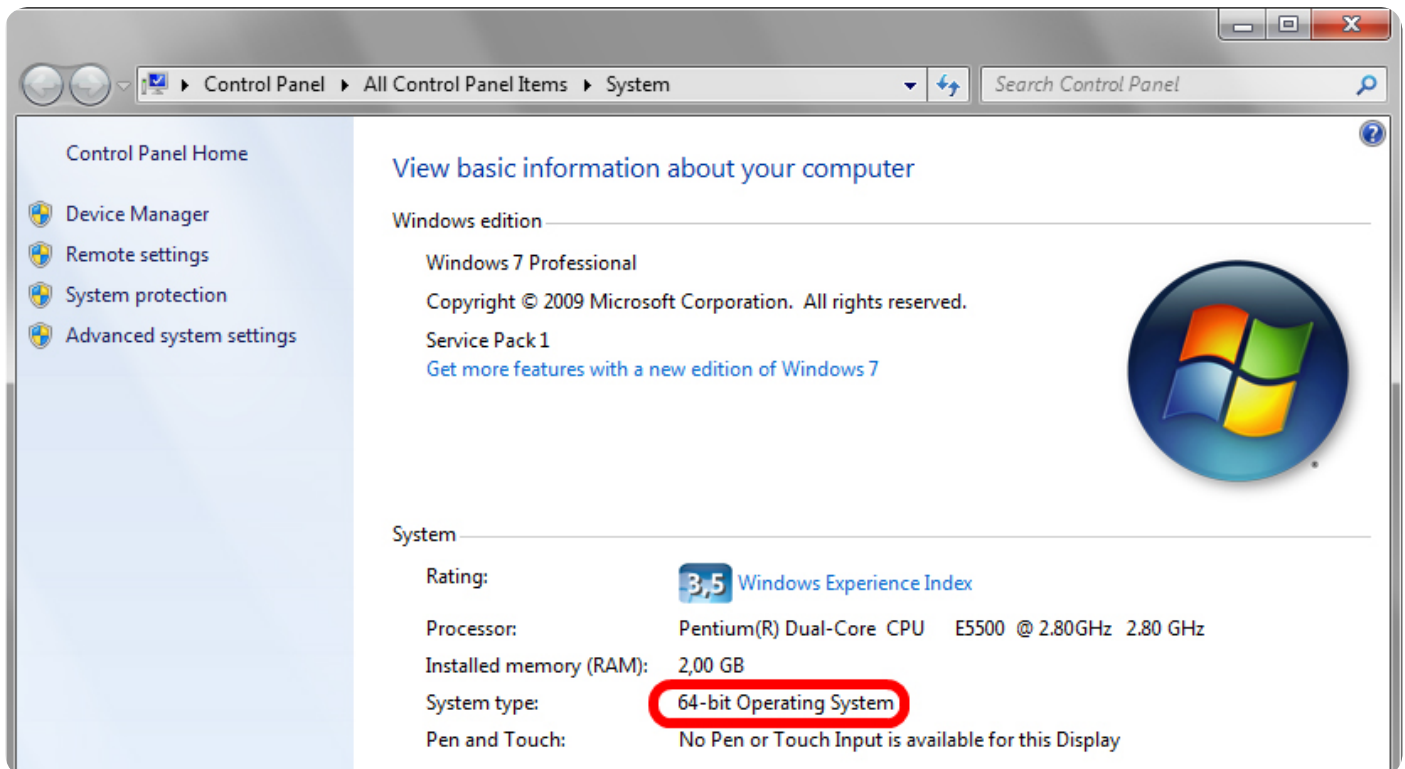 Control Panel ▸ All Control Panel Items ▸ System
Search Control Panel
Control Panel Home
Device Manager
Remote settings
System protection
Advanced system settings
View basic information about your computer
Windows edition
Windows 7 Professional
Copyright © 2009 Microsoft Corporation. All rights reserved.
Service Pack 1
Get more features with a new edition of Windows 7
System
Rating: 3,5 Windows Experience Index
Processor: Pentium(R) Dual-Core CPU E5500 @ 2.80GHz 2.80 GHz
Installed memory (RAM): 2,00 GB
System type: 64-bit Operating System
Pen and Touch: No Pen or Touch Input is available for this Display